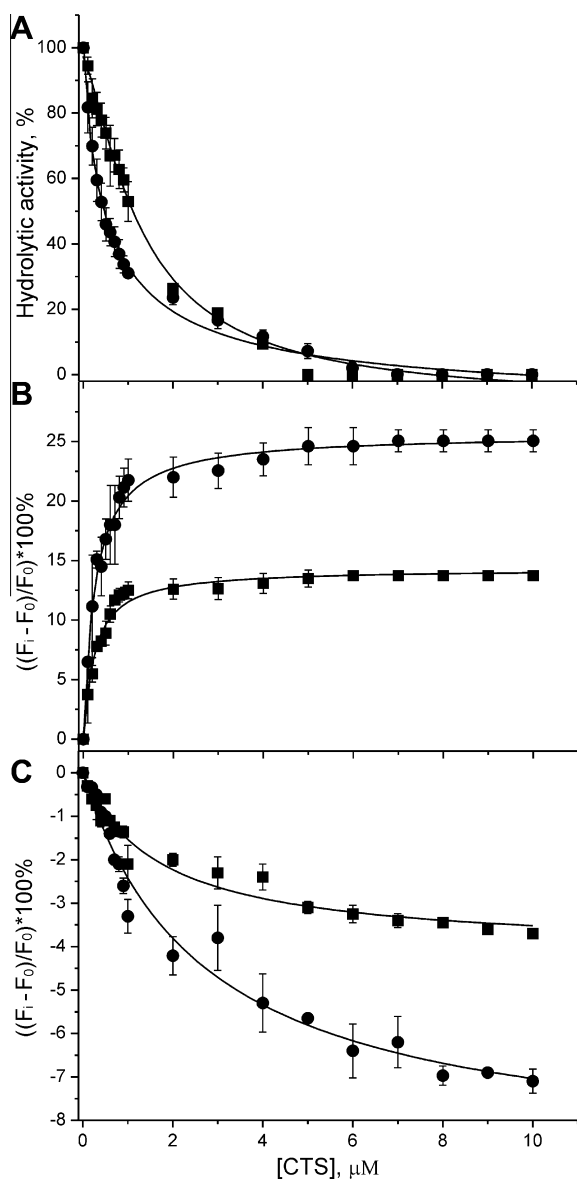 A
Hydrolytic activity, %
100
80
60
40
20
0
B
((Fi - F0)/F0)*100%
25
20
15
10
5
0
C
((Fi - F0)/F0)*100%
0
-1
-2
-3
-4
-5
-6
-7
-8
0 2 4 6 8 10
[CTS], μM